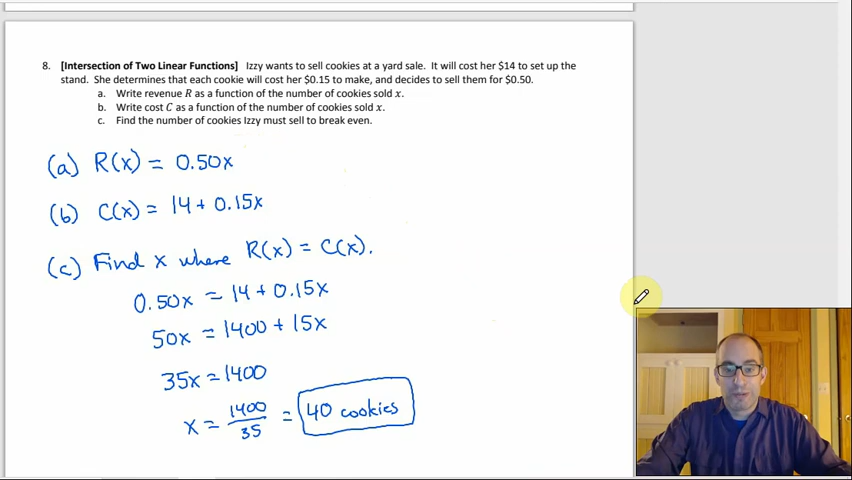 8. [Intersection of Two Linear Functions] Izzy wants to sell cookies at a yard sale. It will cost her $14 to set up the
stand. She determines that each cookie will cost her $0.15 to make, and decides to sell them for $0.50.
a. Write revenue R as a function of the number of cookies sold x.
b. Write cost C as a function of the number of cookies sold x.
c. Find the number of cookies Izzy must sell to break even.
(a) R(x) = 0.50x
(b) C(x) = 14 + 0.15x
(c) Find x where R(x) = C(x).
0.50x = 14 + 0.15x
50x = 1400 + 15x
35x = 1400
x = 1400/35 = 40 cookies